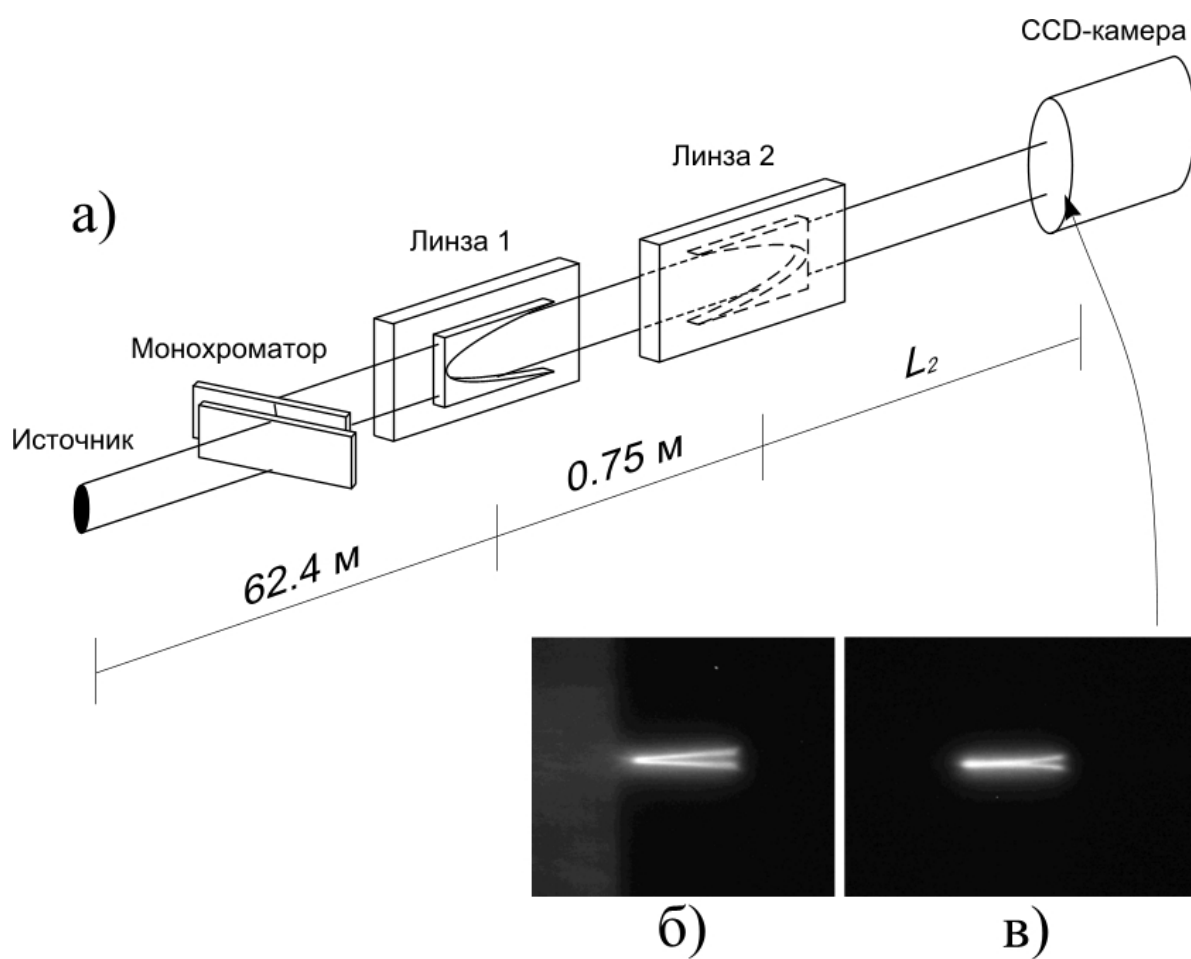 CCD-камера
Линза 2
а)
Линза 1
Монохроматор
Источник
L2
0.75 м
62.4 м
б)
в)